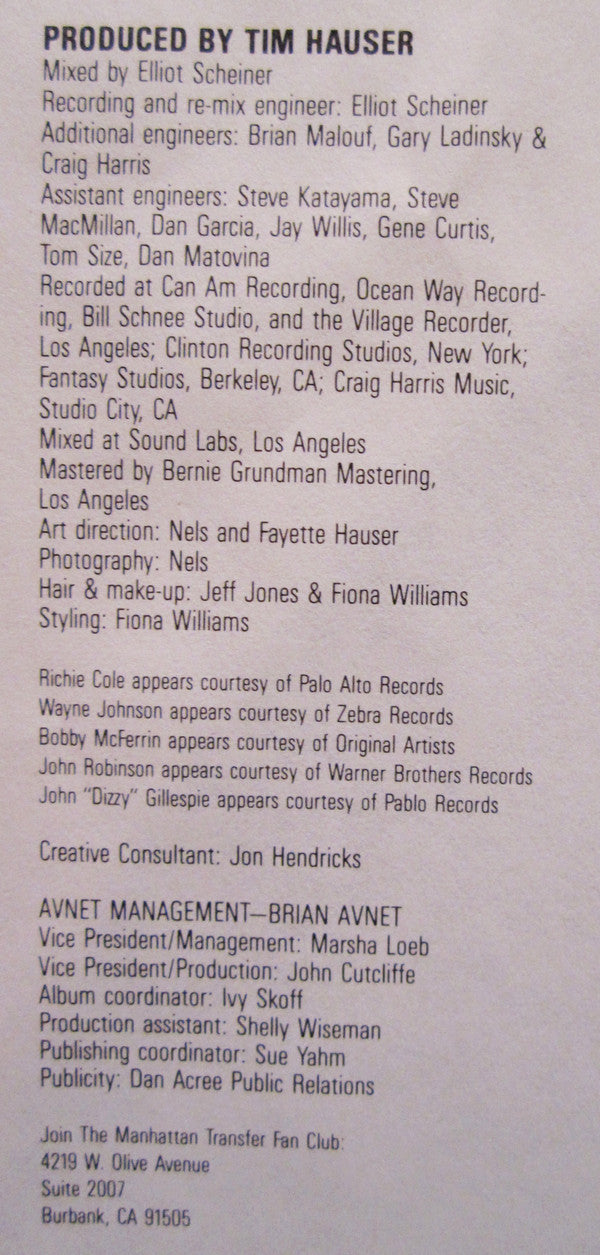 PRODUCED BY TIM HAUSER
Mixed by Elliot Scheiner
Recording and re-mix engineer: Elliot Scheiner
Additional engineers: Brian Malouf, Gary Ladinsky &
Craig Harris
Assistant engineers: Steve Katayama, Steve
MacMillan, Dan Garcia, Jay Willis, Gene Curtis,
Tom Size, Dan Matovina
Recorded at Can Am Recording, Ocean Way Record-
ing, Bill Schnee Studio, and the Village Recorder,
Los Angeles; Clinton Recording Studios, New York;
Fantasy Studios, Berkeley, CA; Craig Harris Music,
Studio City, CA
Mixed at Sound Labs, Los Angeles
Mastered by Bernie Grundman Mastering,
Los Angeles
Art direction: Nels and Fayette Hauser
Photography: Nels
Hair & make-up: Jeff Jones & Fiona Williams
Styling: Fiona Williams
Richie Cole appears courtesy of Palo Alto Records
Wayne Johnson appears courtesy of Zebra Records
Bobby McFerrin appears courtesy of Original Artists
John Robinson appears courtesy of Warner Brothers Records
John "Dizzy" Gillespie appears courtesy of Pablo Records
Creative Consultant: Jon Hendricks
AVNET MANAGEMENT—BRIAN AVNET
Vice President/Management: Marsha Loeb
Vice President/Production: John Cutcliffe
Album coordinator: Ivy Skoff
Production assistant: Shelly Wiseman
Publishing coordinator: Sue Yahm
Publicity: Dan Acree Public Relations
Join The Manhattan Transfer Fan Club:
4219 W. Olive Avenue
Suite 2007
Burbank, CA 91505